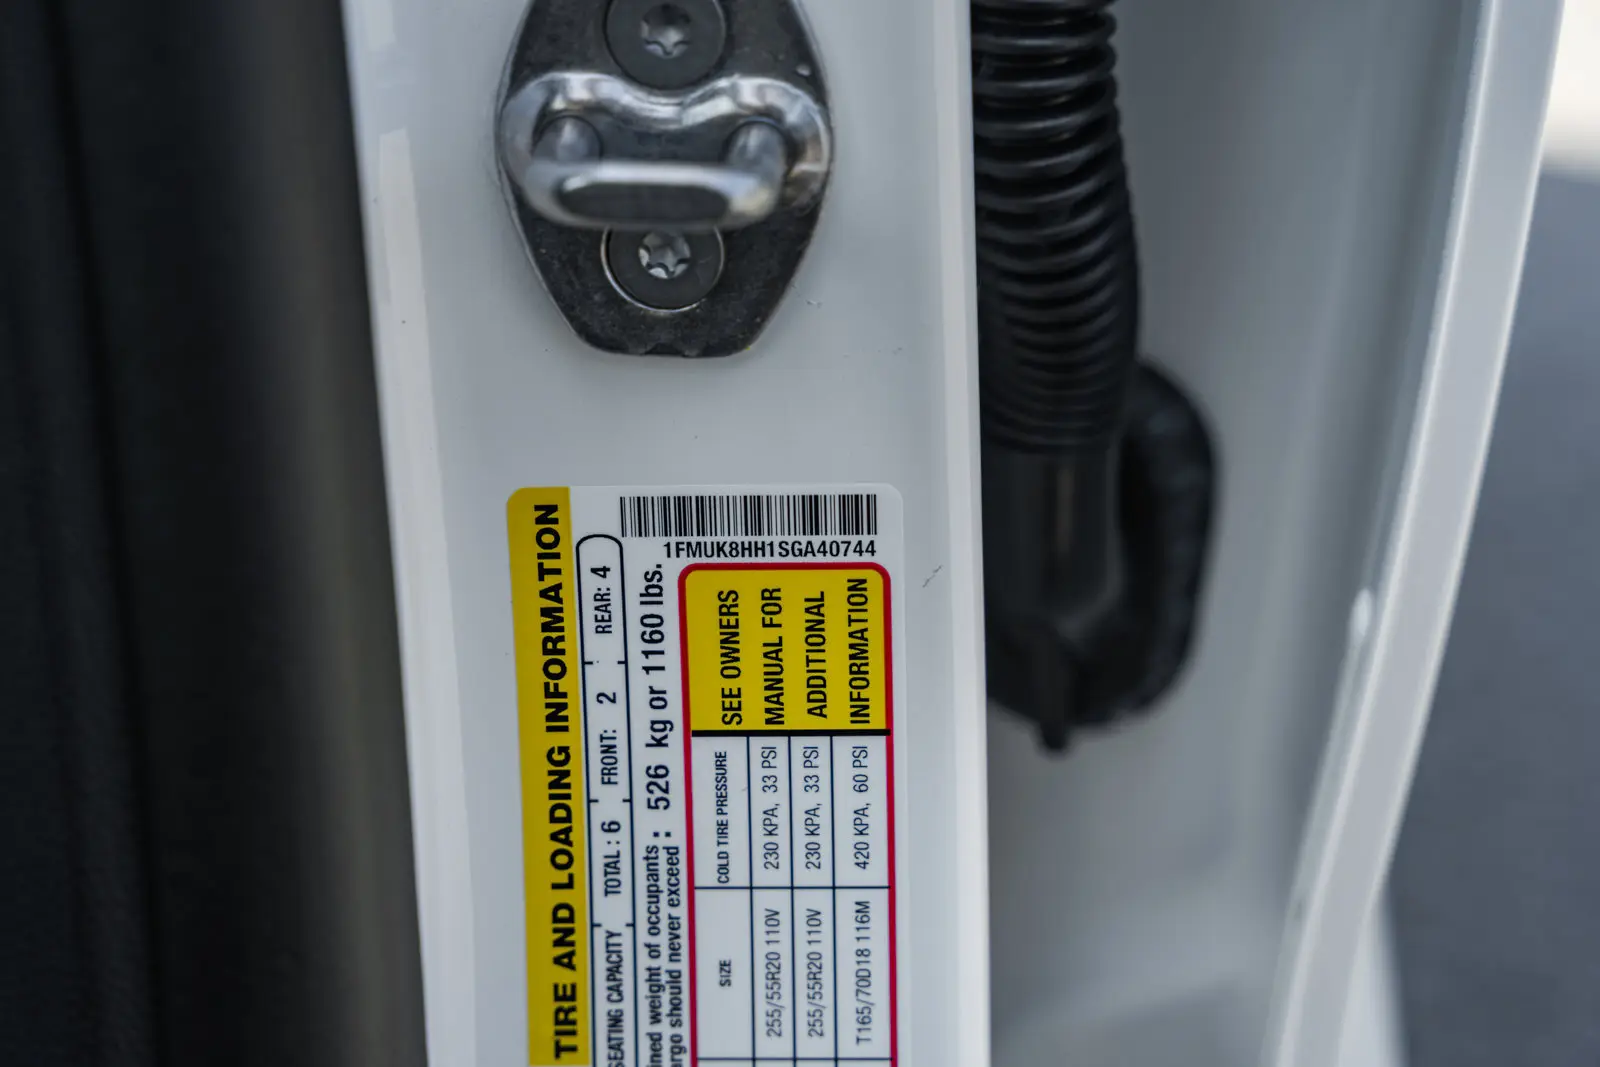 1FMUK8HH1SGA40744
TIRE AND LOADING INFORMATION
SEATING CAPACITY TOTAL : 6 FRONT: 2 REAR: 4
weight of occupants : 526 kg or 1160 lbs.
should never exceed
SIZE COLD TIRE PRESSURE SEE OWNERS
255/55R20 110V 230 KPA, 33 PSI MANUAL FOR
255/55R20 110V 230 KPA, 33 PSI ADDITIONAL
T165/70D18 116M 420 KPA, 60 PSI INFORMATION